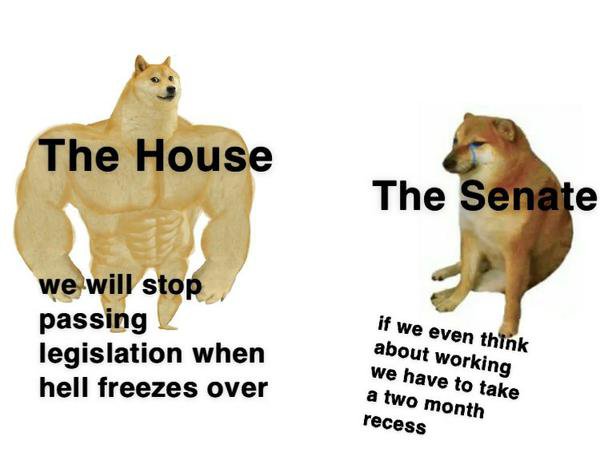 The House
we will stop
passing
legislation when
hell freezes over
The Senate
if we even think
about working
we have to take
a two month
recess